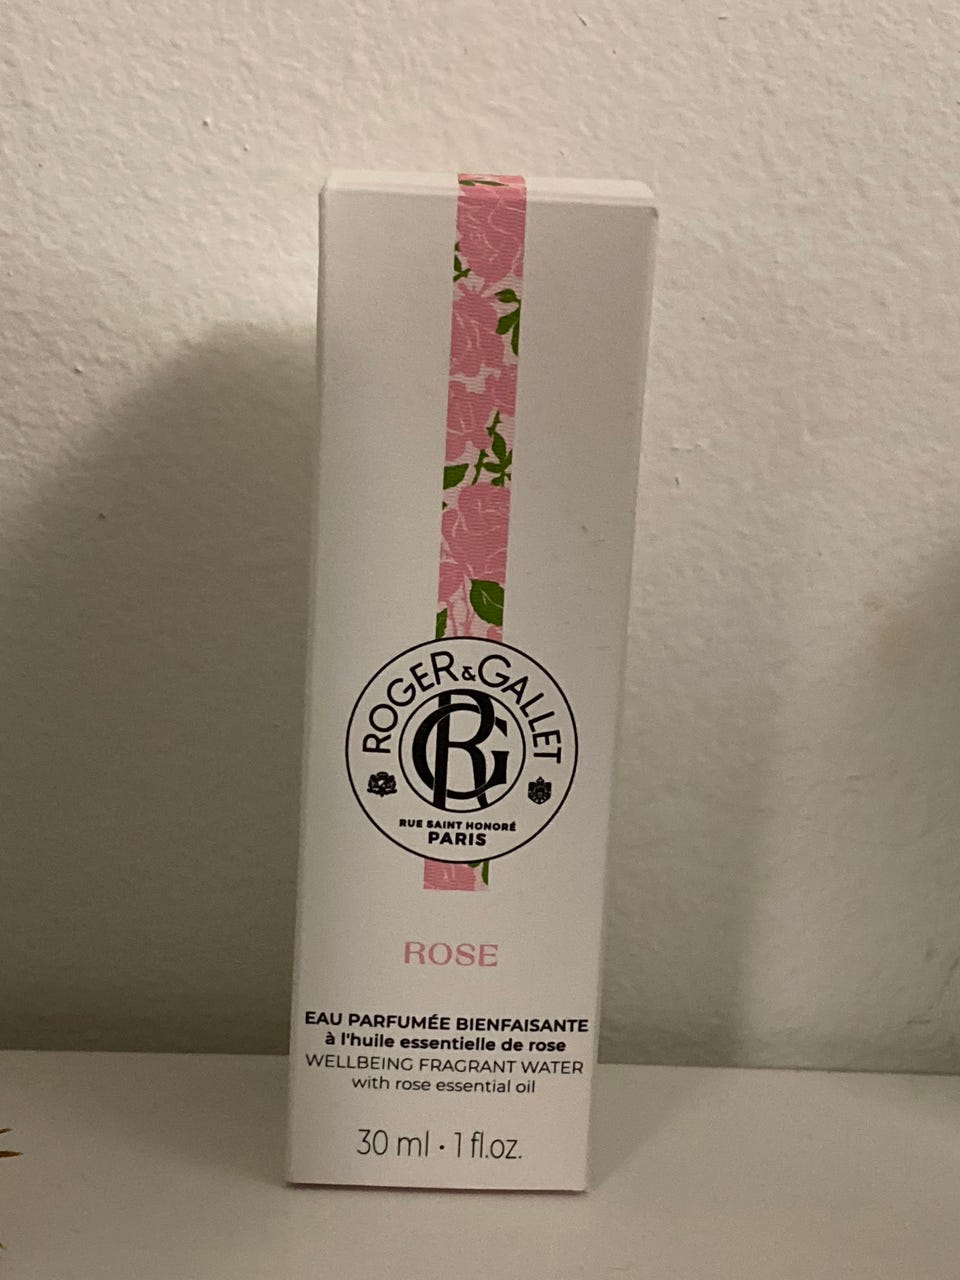 ROGER & GALLET
RG
RUE SAINT HONORÉ
PARIS
ROSE
EAU PARFUMÉE BIENFAISANTE
à l'huile essentielle de rose
WELLBEING FRAGRANT WATER
with rose essential oil
30 ml • 1 fl.oz.